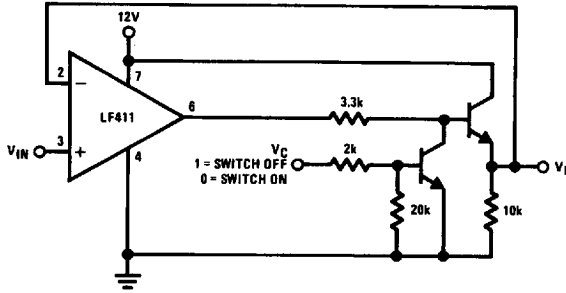 12V
2
7
−
LF411
6
3.3k
V_IN
3
+
4
V_C
1 = SWITCH OFF
0 = SWITCH ON
2k
20k
10k